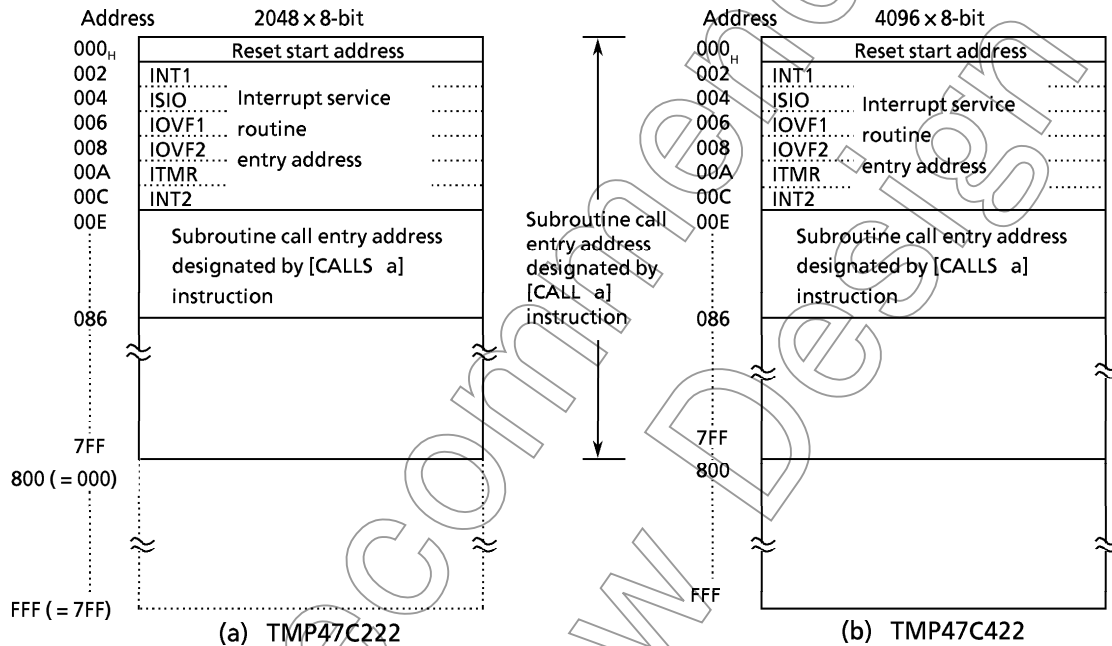 Address 2048 × 8-bit
000H Reset start address
002 INT1
004 ISIO Interrupt service
006 IOVF1 routine
008 IOVF2 entry address
00A ITMR
00C INT2
00E
Subroutine call entry address
designated by [CALLS a]
instruction
086
7FF
800 ( = 000)
FFF ( = 7FF)
(a) TMP47C222
Subroutine call
entry address
designated by
[CALL a]
instruction
Address 4096 × 8-bit
000H Reset start address
002 INT1
004 ISIO Interrupt service
006 IOVF1 routine
008 IOVF2 entry address
00A ITMR
00C INT2
00E
Subroutine call entry address
designated by [CALLS a]
instruction
086
7FF
800
FFF
(b) TMP47C422
ecommen
w Design